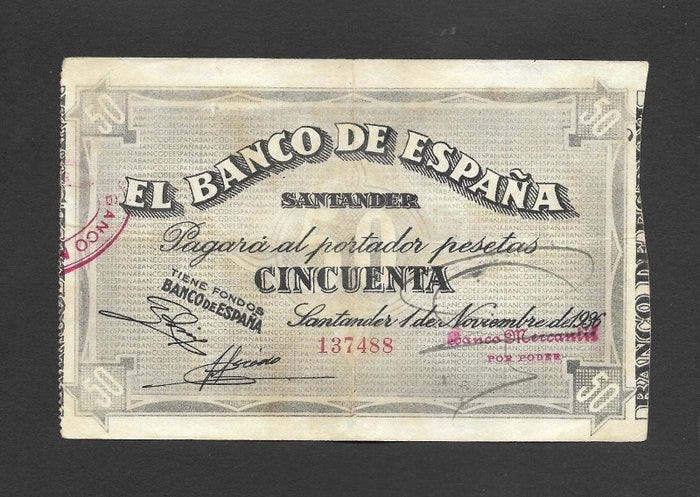 50 50
EL BANCO DE ESPAÑA
SANTANDER
BANCO
Pagará al portador pesetas
CINCUENTA
TIENE FONDOS
BANCO DE ESPAÑA
Santander 1 de Noviembre de 1936
137488
Banco Mercantil
POR PODER
50 50